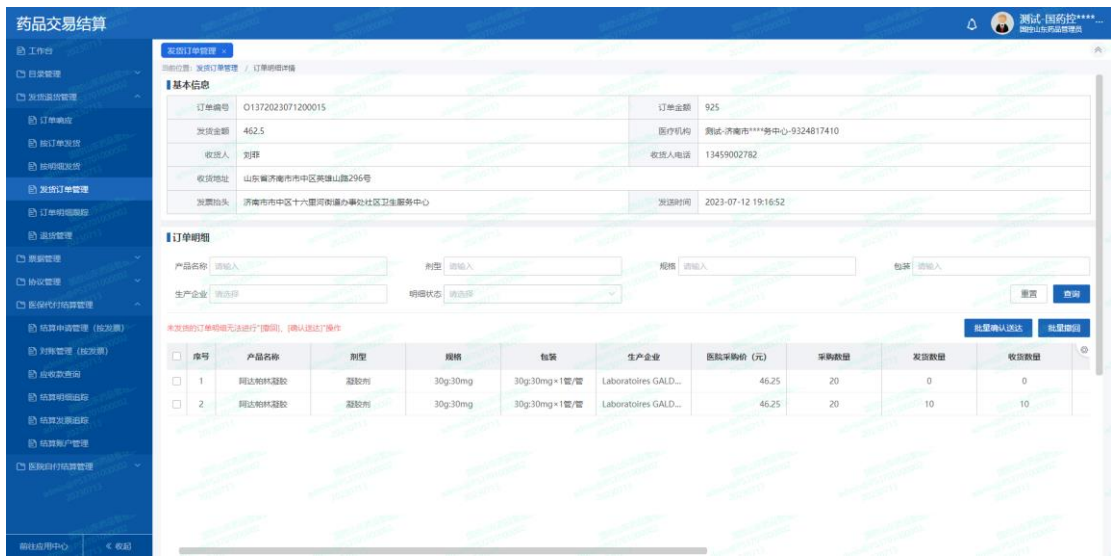 药品交易结算
测试-国药控****...
国控山东药品管理员
工作台
目录管理
发货退货管理
订单响应
按订单发货
按明细发货
发货订单管理
订单明细跟踪
退货管理
票据管理
协议管理
医保代付结算管理
结算申请管理（按发票）
对账管理（按发票）
应收款查询
结算明细追踪
结算发票追踪
结算账户管理
医院自付结算管理
前往应用中心 « 收起
发货订单管理 ×
当前位置: 发货订单管理 / 订单明细详情
基本信息
订单编号 O1372023071200015 订单金额 925
发货金额 462.5 医疗机构 测试-济南市****务中心-9324817410
收货人 刘菲 收货人电话 13459002782
收货地址 山东省济南市市中区英雄山路296号
发票抬头 济南市市中区十六里河街道办事处社区卫生服务中心 发送时间 2023-07-12 19:16:52
订单明细
产品名称 请输入 剂型 请输入 规格 请输入 包装 请输入
生产企业 请选择 明细状态 请选择 重置 查询
未发货的订单明细无法进行"[撤回]、[确认送达]"操作 批量确认送达 批量撤回
序号 产品名称 剂型 规格 包装 生产企业 医院采购价（元） 采购数量 发货数量 收货数量
1 阿达帕林凝胶 凝胶剂 30g:30mg 30g:30mg×1管/管 Laboratoires GALD... 46.25 20 0 0
2 阿达帕林凝胶 凝胶剂 30g:30mg 30g:30mg×1管/管 Laboratoires GALD... 46.25 20 10 10